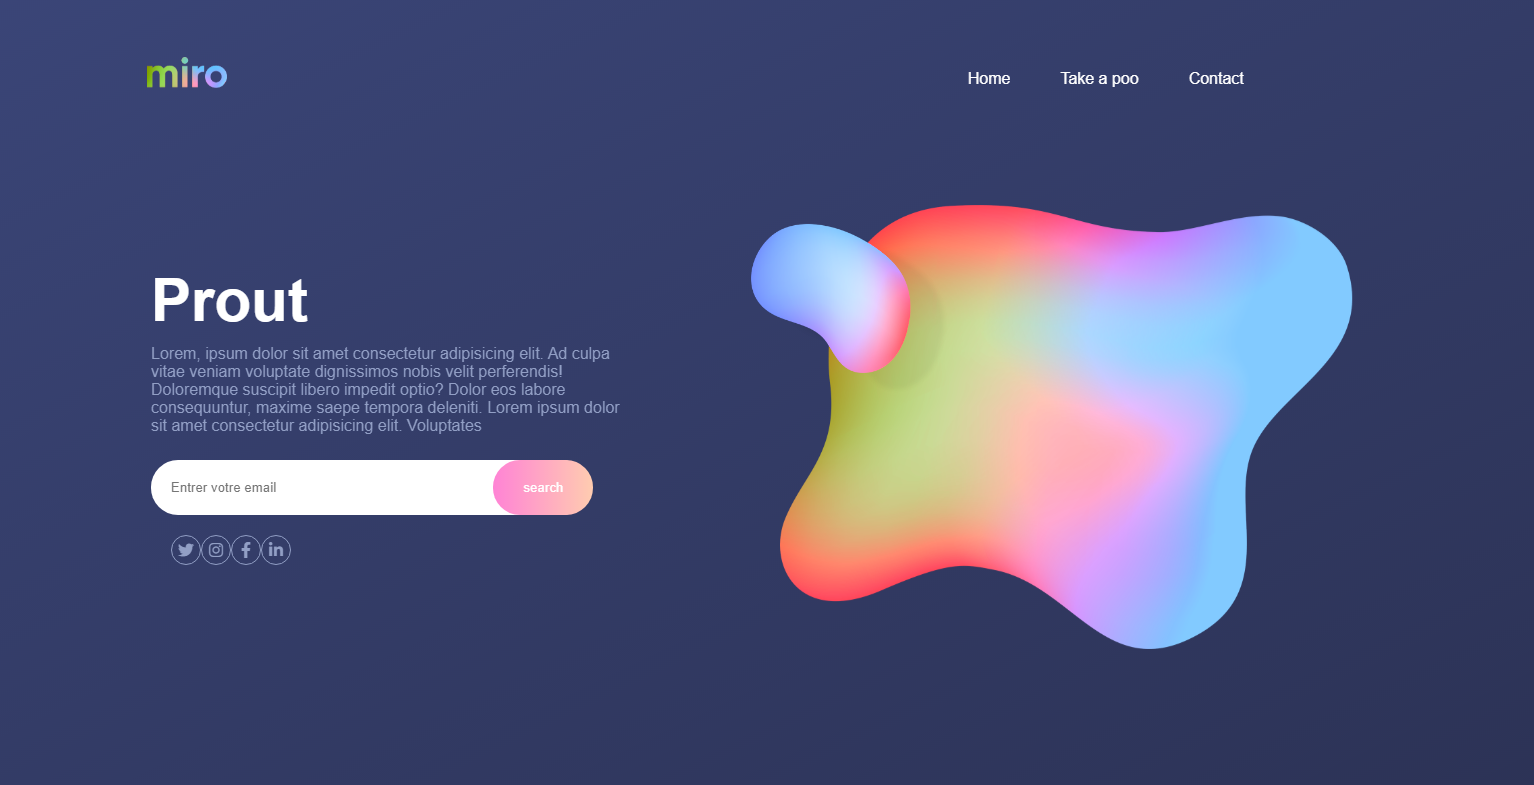 miro
Home Take a poo Contact
Prout
Lorem, ipsum dolor sit amet consectetur adipisicing elit. Ad culpa
vitae veniam voluptate dignissimos nobis velit perferendis!
Doloremque suscipit libero impedit optio? Dolor eos labore
consequuntur, maxime saepe tempora deleniti. Lorem ipsum dolor
sit amet consectetur adipisicing elit. Voluptates
Entrer votre email search